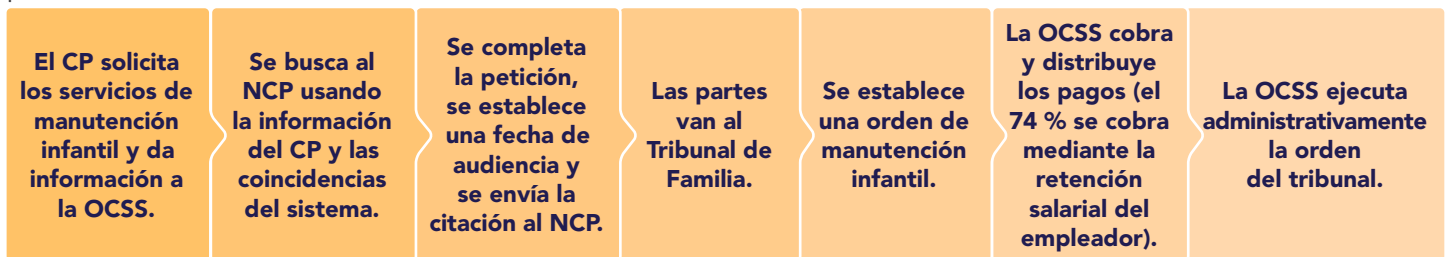 El CP solicita
los servicios de
manutención
infantil y da
información a
la OCSS.
Se busca al
NCP usando
la información
del CP y las
coincidencias
del sistema.
Se completa
la petición,
se establece
una fecha de
audiencia y
se envía la
citación al NCP.
Las partes
van al
Tribunal de
Familia.
Se establece
una orden de
manutención
infantil.
La OCSS cobra
y distribuye
los pagos (el
74 % se cobra
mediante la
retención
salarial del
empleador).
La OCSS ejecuta
administrativamente
la orden
del tribunal.